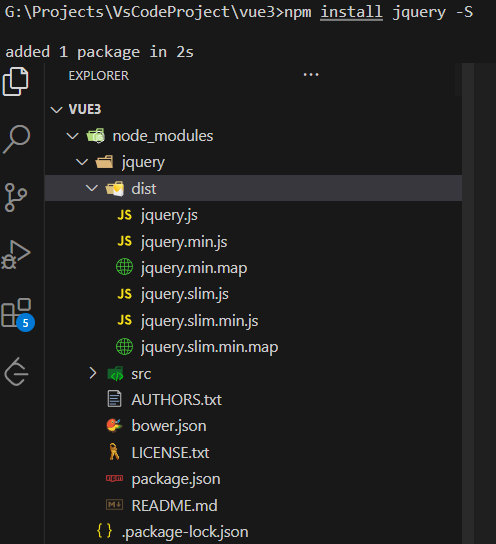 G:\Projects\VsCodeProject\vue3>npm install jquery -S
added 1 package in 2s
EXPLORER
VUE3
node_modules
jquery
dist
JS jquery.js
JS jquery.min.js
jquery.min.map
JS jquery.slim.js
JS jquery.slim.min.js
jquery.slim.min.map
5
src
AUTHORS.txt
bower.json
LICENSE.txt
npm package.json
M README.md
{ } .package-lock.json